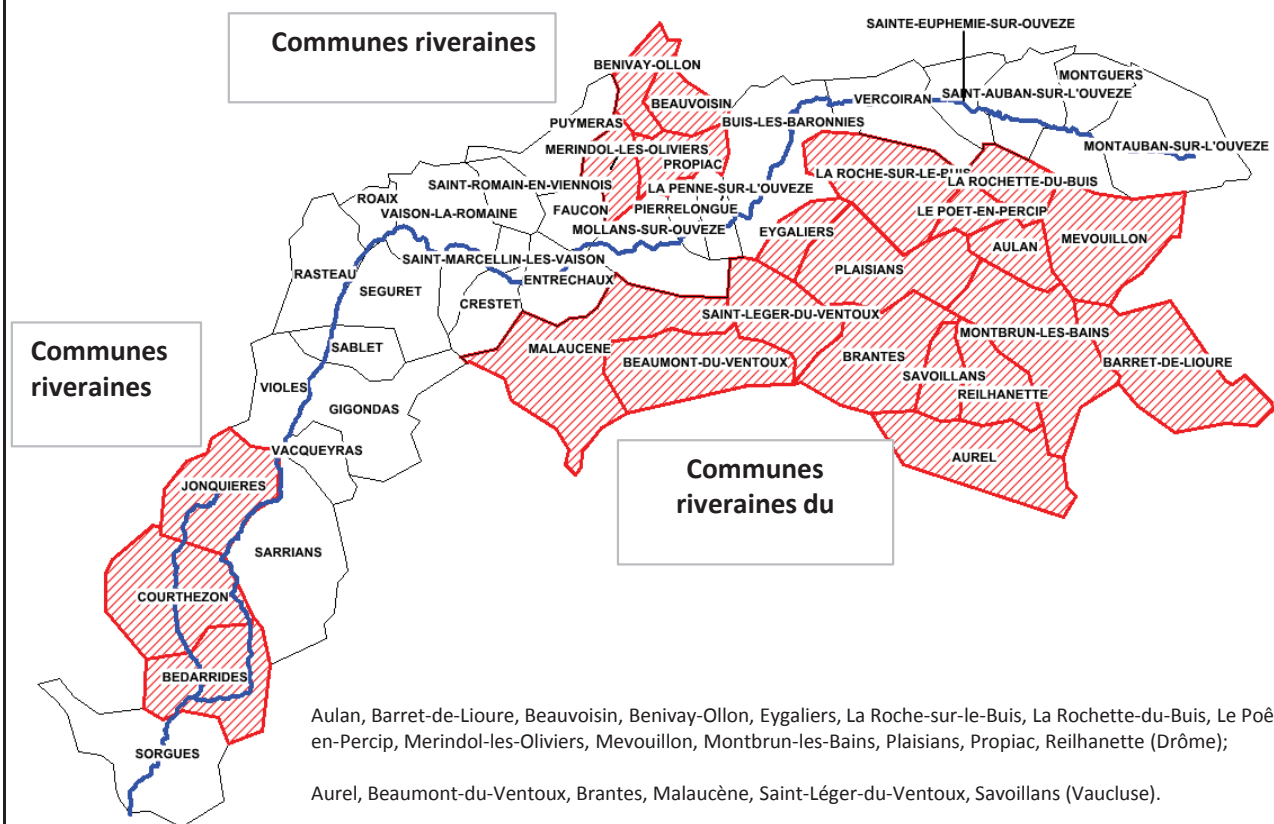 Communes riveraines
SAINTE-EUPHEMIE-SUR-OUVEZE
BENIVAY-OLLON
MONTGUERS
BEAUVOISIN
VERCOIRAN
SAINT-AUBAN-SUR-L'OUVEZE
PUYMERAS
BUIS-LES-BARONNIES
MERINDOL-LES-OLIVIERS
MONTAUBAN-SUR-L'OUVEZE
PROPIAC
LA ROCHE-SUR-LE-BUIS
LA ROCHETTE-DU-BUIS
SAINT-ROMAIN-EN-VIENNOIS
LA PENNE-SUR-L'OUVEZE
ROAIX
VAISON-LA-ROMAINE
FAUCON
PIERRELONGUE
LE POET-EN-PERCIP
MOLLANS-SUR-OUVEZE
EYGALIERS
MEVOUILLON
AULAN
SAINT-MARCELLIN-LES-VAISON
RASTEAU
PLAISIANS
ENTRECHAUX
SEGURET
CRESTET
SAINT-LEGER-DU-VENTOUX
MONTBRUN-LES-BAINS
Communes
riveraines
SABLET
MALAUCENE
BEAUMONT-DU-VENTOUX
BRANTES
BARRET-DE-LIOURE
SAVOILLANS
VIOLES
REILHANETTE
GIGONDAS
VACQUEYRAS
AUREL
Communes
riveraines du
JONQUIERES
SARRIANS
COURTHEZON
BEDARRIDES
SORGUES
Aulan, Barret-de-Lioure, Beauvoisin, Benivay-Ollon, Eygaliers, La Roche-sur-le-Buis, La Rochette-du-Buis, Le Poê
en-Percip, Merindol-les-Oliviers, Mevouillon, Montbrun-les-Bains, Plaisians, Propiac, Reilhanette (Drôme);
Aurel, Beaumont-du-Ventoux, Brantes, Malaucène, Saint-Léger-du-Ventoux, Savoillans (Vaucluse).